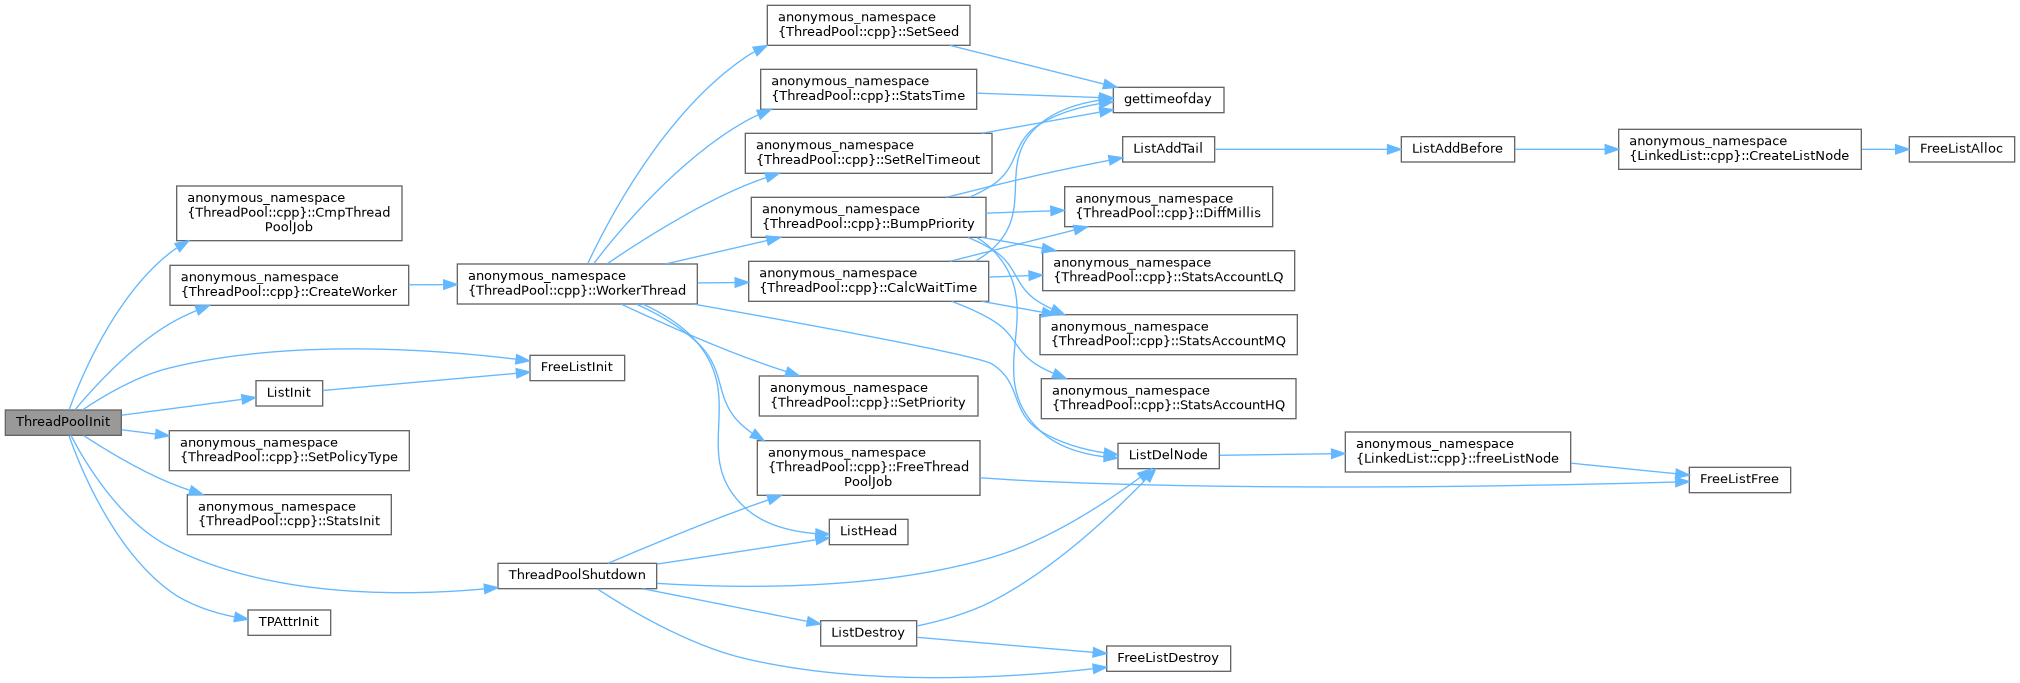 anonymous_namespace
{ThreadPool::cpp}::SetSeed
anonymous_namespace
{ThreadPool::cpp}::StatsTime
gettimeofday
anonymous_namespace
{ThreadPool::cpp}::SetRelTimeout
ListAddTail
ListAddBefore
anonymous_namespace
{LinkedList::cpp}::CreateListNode
FreeListAlloc
anonymous_namespace
{ThreadPool::cpp}::CmpThread
PoolJob
anonymous_namespace
{ThreadPool::cpp}::BumpPriority
anonymous_namespace
{ThreadPool::cpp}::DiffMillis
anonymous_namespace
{ThreadPool::cpp}::CreateWorker
anonymous_namespace
{ThreadPool::cpp}::WorkerThread
anonymous_namespace
{ThreadPool::cpp}::CalcWaitTime
anonymous_namespace
{ThreadPool::cpp}::StatsAccountLQ
anonymous_namespace
{ThreadPool::cpp}::StatsAccountMQ
FreeListInit
ListInit
anonymous_namespace
{ThreadPool::cpp}::SetPriority
anonymous_namespace
{ThreadPool::cpp}::StatsAccountHQ
ThreadPoolInit
anonymous_namespace
{ThreadPool::cpp}::SetPolicyType
anonymous_namespace
{ThreadPool::cpp}::FreeThread
PoolJob
ListDelNode
anonymous_namespace
{LinkedList::cpp}::freeListNode
FreeListFree
anonymous_namespace
{ThreadPool::cpp}::StatsInit
ListHead
ThreadPoolShutdown
TPAttrInit
ListDestroy
FreeListDestroy